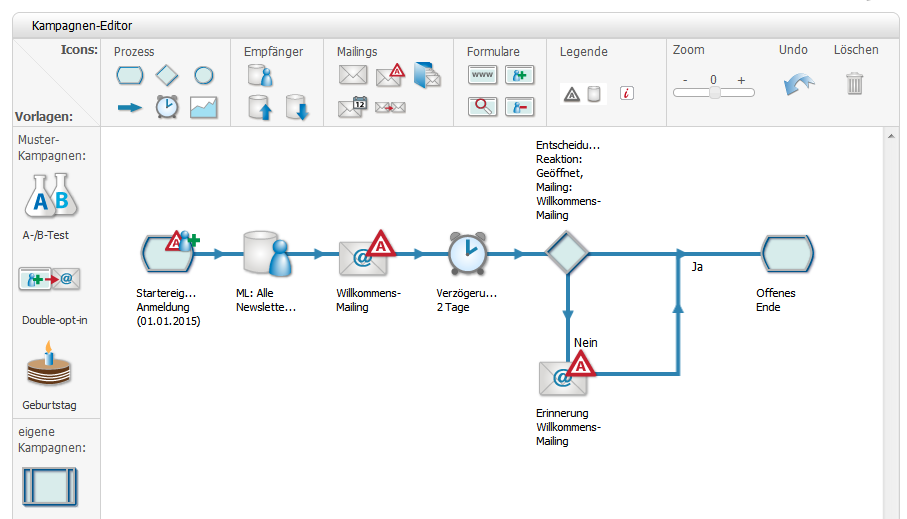 Kampagnen-Editor
Icons:
Vorlagen:
Prozess
Empfänger
Mailings
Formulare
Legende
Zoom
Undo
Löschen
- 0 +
A
12
www
A
i
Muster-
Kampagnen:
A B
A-/B-Test
@
Double-opt-in
Geburtstag
eigene
Kampagnen:
Entscheidu...
Reaktion:
Geöffnet,
Mailing:
Willkommens-
Mailing
A
@ A
Ja
Startereig...
Anmeldung
(01.01.2015)
ML: Alle
Newslette...
Willkommens-
Mailing
Verzögeru...
2 Tage
Offenes
Ende
Nein
@ A
Erinnerung
Willkommens-
Mailing